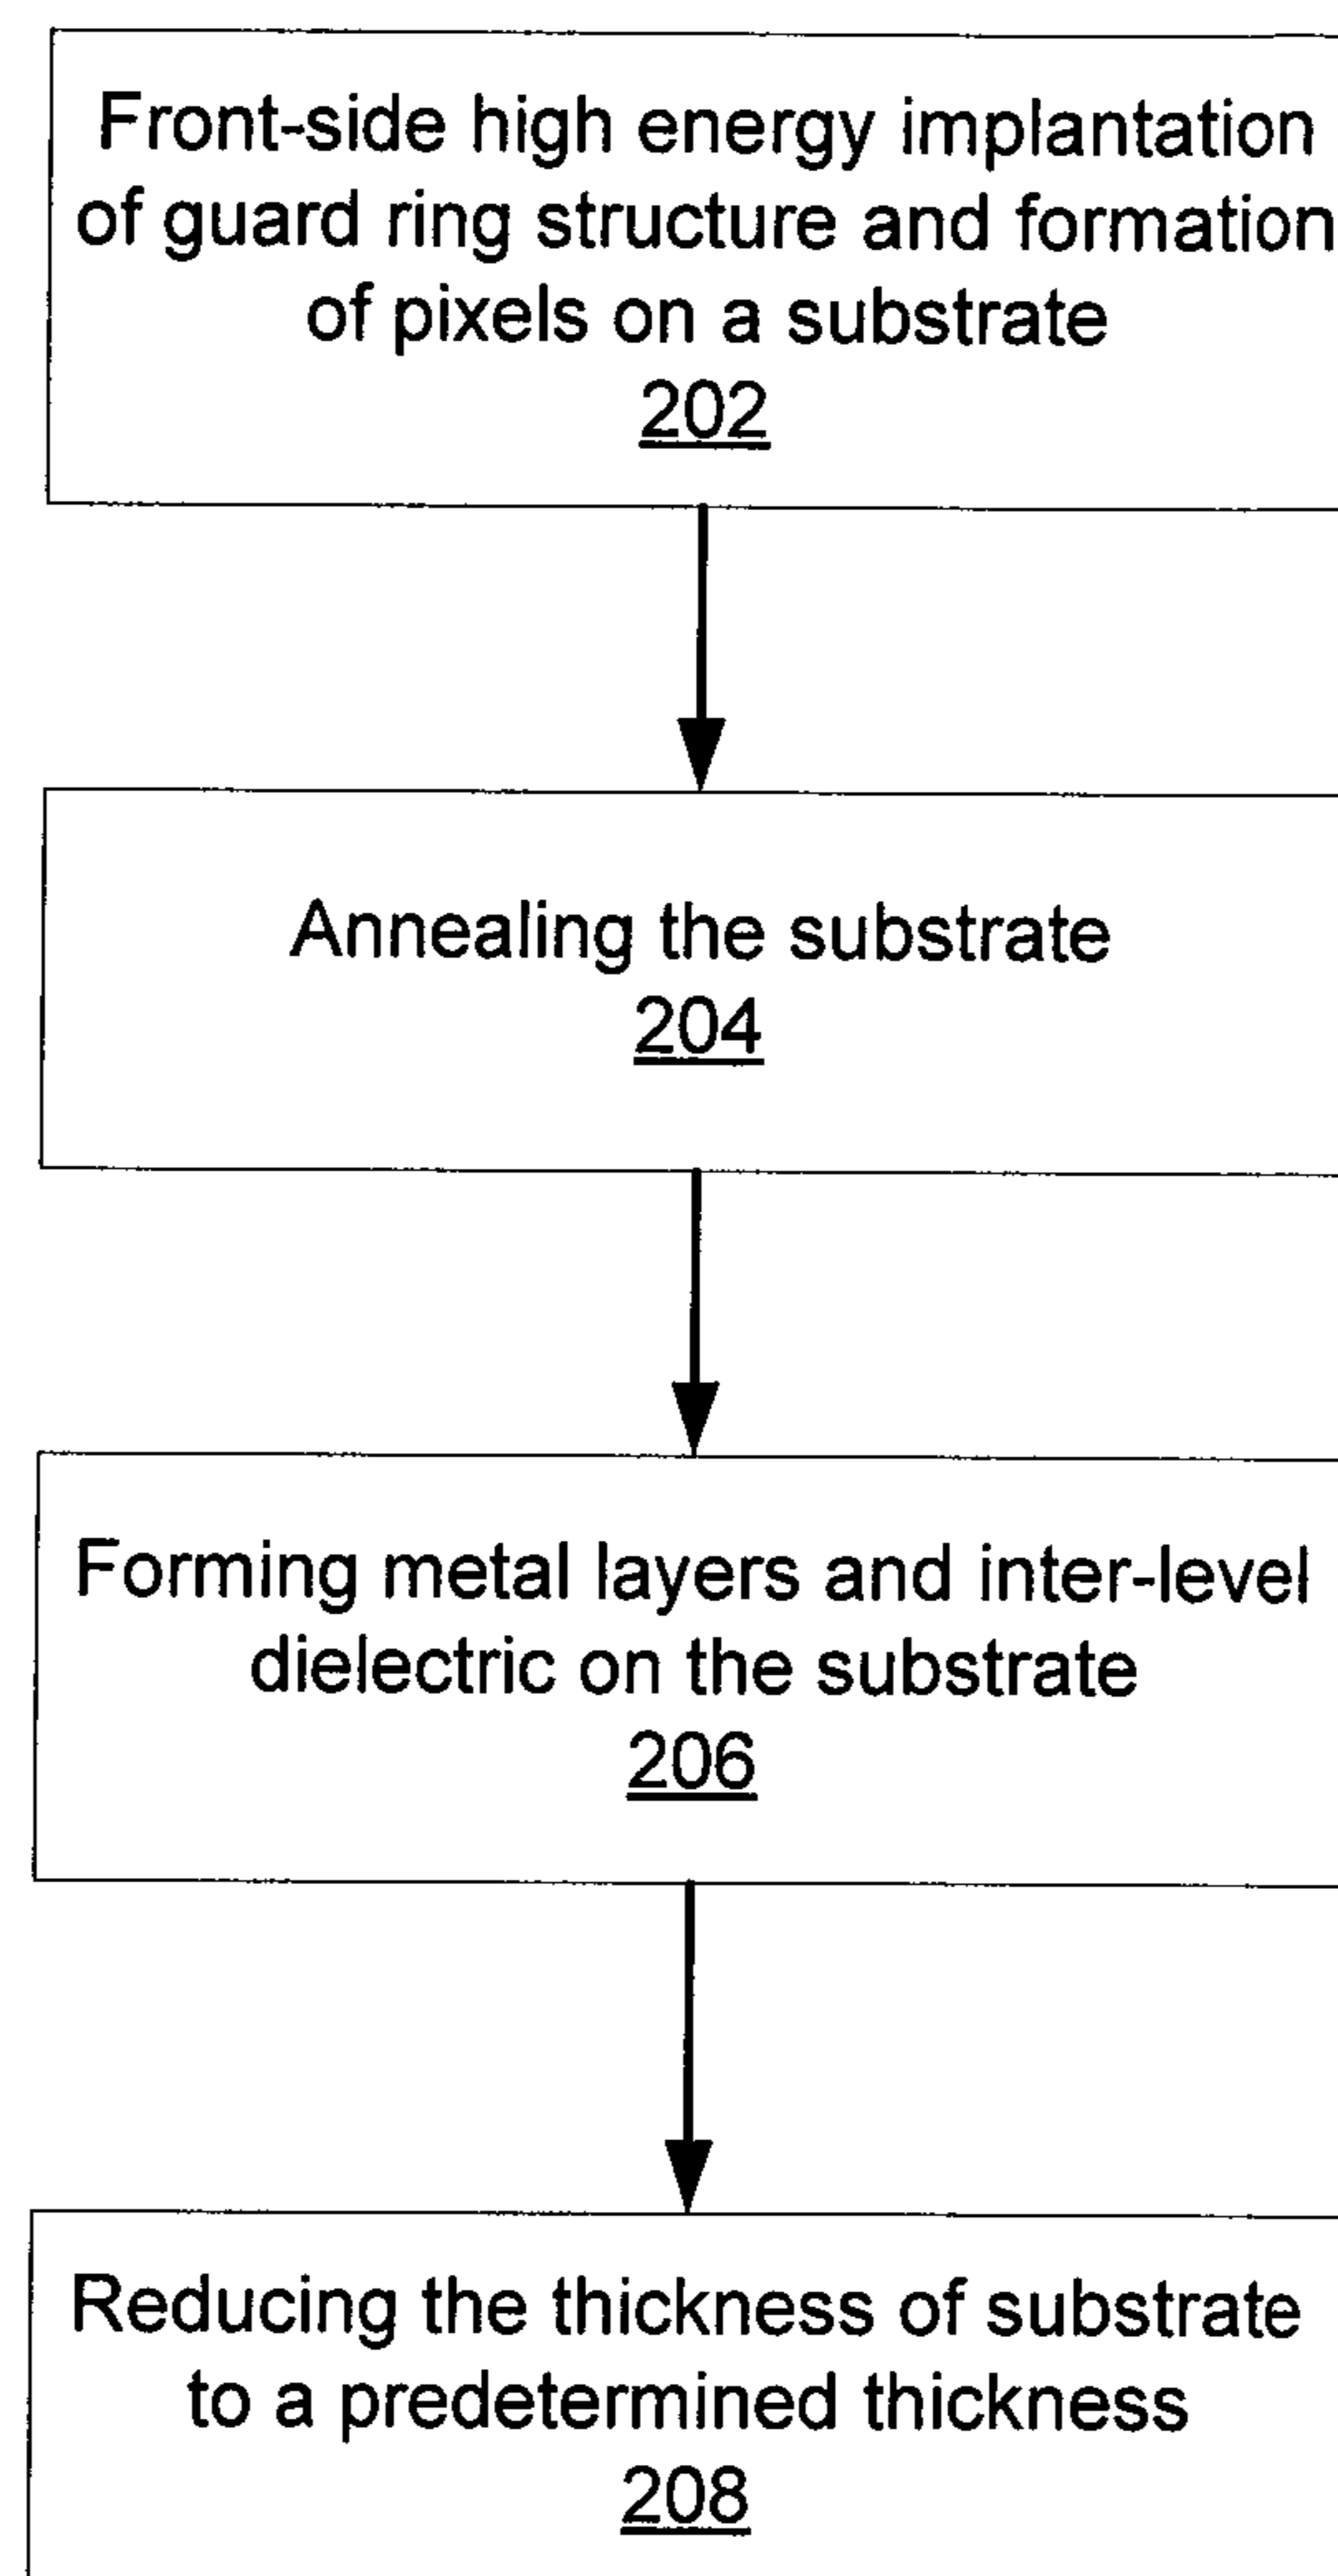 Front-side high energy implantation
of guard ring structure and formation
of pixels on a substrate
202
Annealing the substrate
204
Forming metal layers and inter-level
dielectric on the substrate
206
Reducing the thickness of substrate
to a predetermined thickness
208